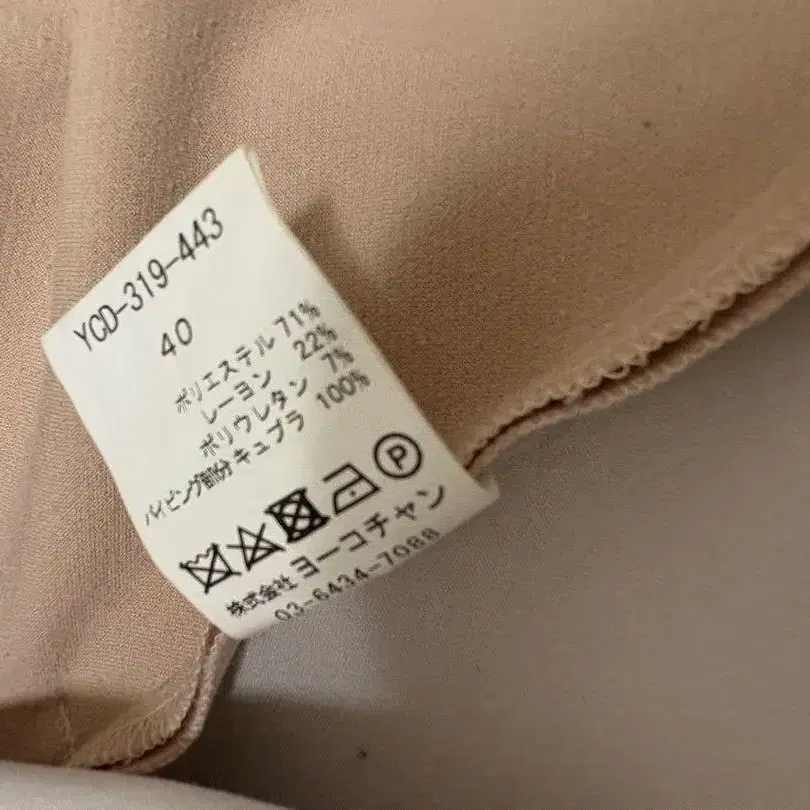 YCD-319-443
40
ポリエステル 71%
レーヨン 22%
ポリウレタン 7%
パイピング部分 キュプラ 100%
P
株式会社 ヨーコチャン
03-6434-7088